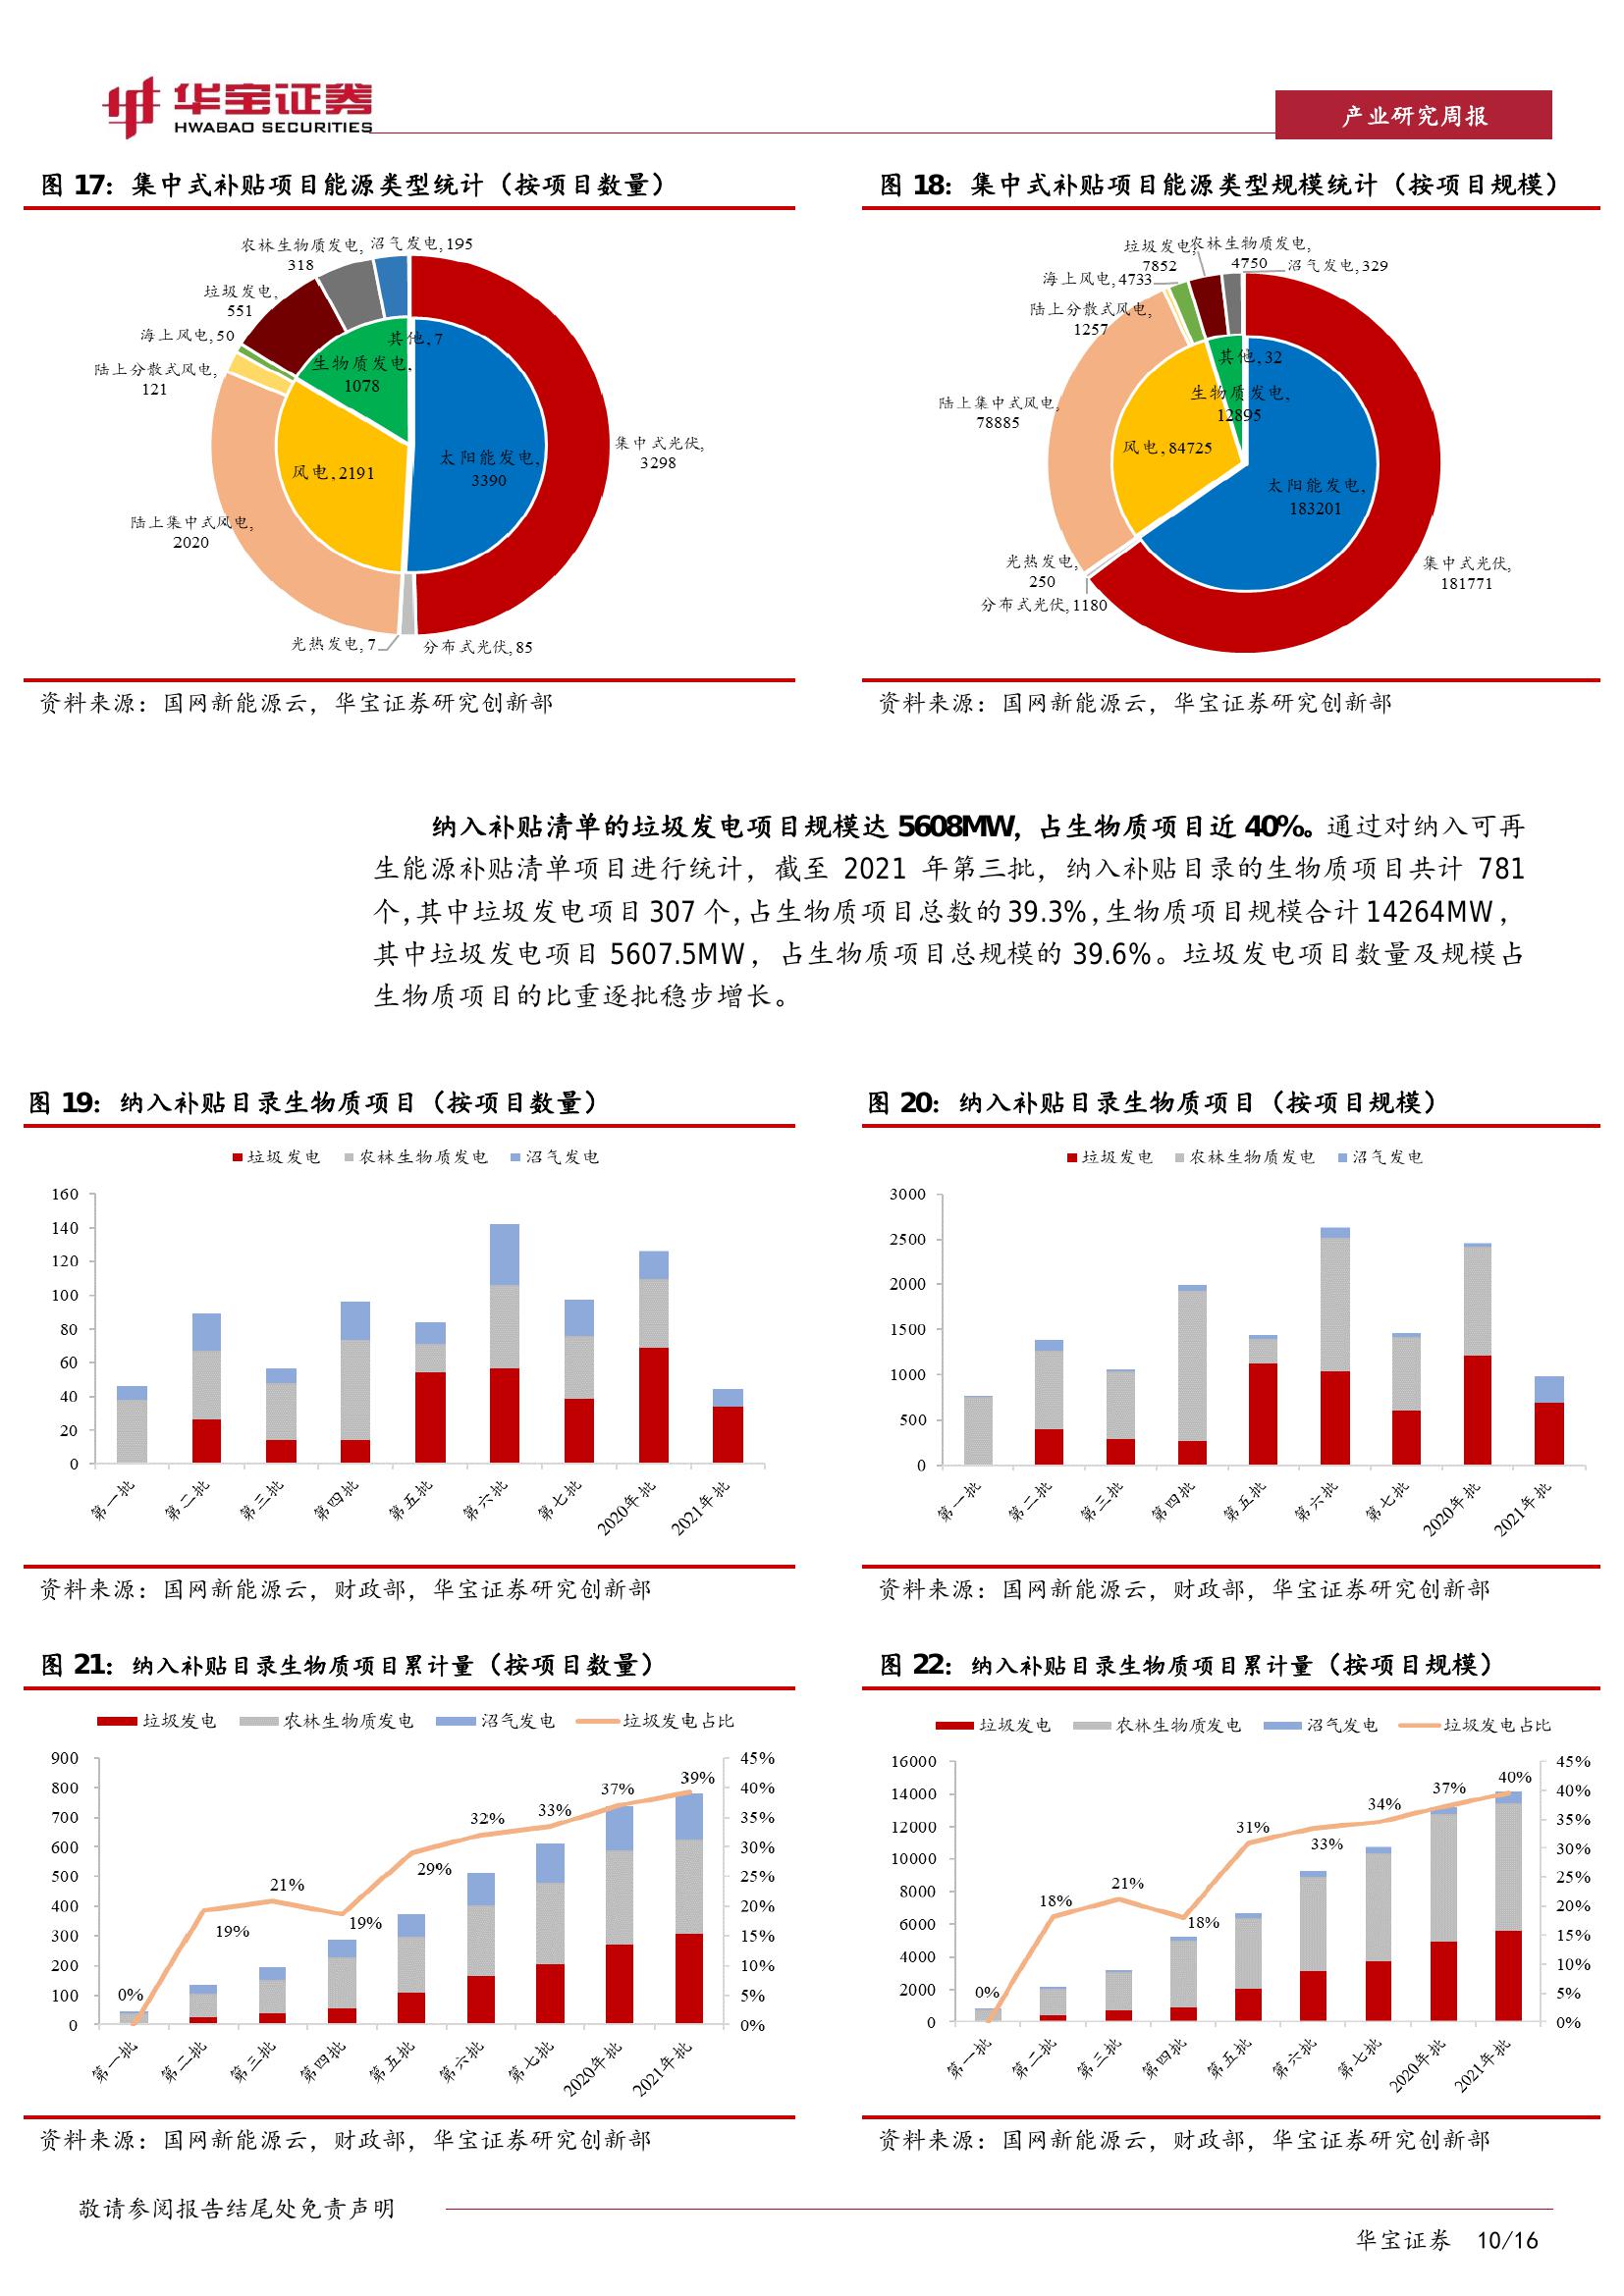 华宝证券
HWABAO SECURITIES
产业研究周报
图 17：集中式补贴项目能源类型统计（按项目数量）
农林生物质发电,
318
沼气发电, 195
垃圾发电,
551
海上风电, 50
陆上分散式风电,
121
其他, 7
生物质发电,
1078
太阳能发电,
3390
风电, 2191
集中式光伏,
3298
陆上集中式风电,
2020
光热发电, 7
分布式光伏, 85
资料来源：国网新能源云，华宝证券研究创新部
图 18：集中式补贴项目能源类型规模统计（按项目规模）
垃圾发电,
7852
农林生物质发电,
4750
沼气发电, 329
海上风电, 4733
陆上分散式风电,
1257
其他, 32
生物质发电,
12895
陆上集中式风电,
78885
风电, 84725
太阳能发电,
183201
光热发电,
250
分布式光伏, 1180
集中式光伏,
181771
资料来源：国网新能源云，华宝证券研究创新部
纳入补贴清单的垃圾发电项目规模达 5608MW，占生物质项目近 40%。通过对纳入可再
生能源补贴清单项目进行统计，截至 2021 年第三批，纳入补贴目录的生物质项目共计 781
个，其中垃圾发电项目 307 个，占生物质项目总数的 39.3%，生物质项目规模合计 14264MW，
其中垃圾发电项目 5607.5MW，占生物质项目总规模的 39.6%。垃圾发电项目数量及规模占
生物质项目的比重逐批稳步增长。
图 19：纳入补贴目录生物质项目（按项目数量）
垃圾发电 农林生物质发电 沼气发电
160
140
120
100
80
60
40
20
0
第一批 第二批 第三批 第四批 第五批 第六批 第七批 2020年批 2021年批
资料来源：国网新能源云，财政部，华宝证券研究创新部
图 20：纳入补贴目录生物质项目（按项目规模）
垃圾发电 农林生物质发电 沼气发电
3000
2500
2000
1500
1000
500
0
第一批 第二批 第三批 第四批 第五批 第六批 第七批 2020年批 2021年批
资料来源：国网新能源云，财政部，华宝证券研究创新部
图 21：纳入补贴目录生物质项目累计量（按项目数量）
垃圾发电 农林生物质发电 沼气发电 垃圾发电占比
900
800
700
600
500
400
300
200
100
0
0% 19% 21% 19% 29% 32% 33% 37% 39%
45%
40%
35%
30%
25%
20%
15%
10%
5%
0%
第一批 第二批 第三批 第四批 第五批 第六批 第七批 2020年批 2021年批
资料来源：国网新能源云，财政部，华宝证券研究创新部
图 22：纳入补贴目录生物质项目累计量（按项目规模）
垃圾发电 农林生物质发电 沼气发电 垃圾发电占比
16000
14000
12000
10000
8000
6000
4000
2000
0
0% 18% 21% 18% 31% 33% 34% 37% 40%
45%
40%
35%
30%
25%
20%
15%
10%
5%
0%
第一批 第二批 第三批 第四批 第五批 第六批 第七批 2020年批 2021年批
资料来源：国网新能源云，财政部，华宝证券研究创新部
敬请参阅报告结尾处免责声明
华宝证券 10/16